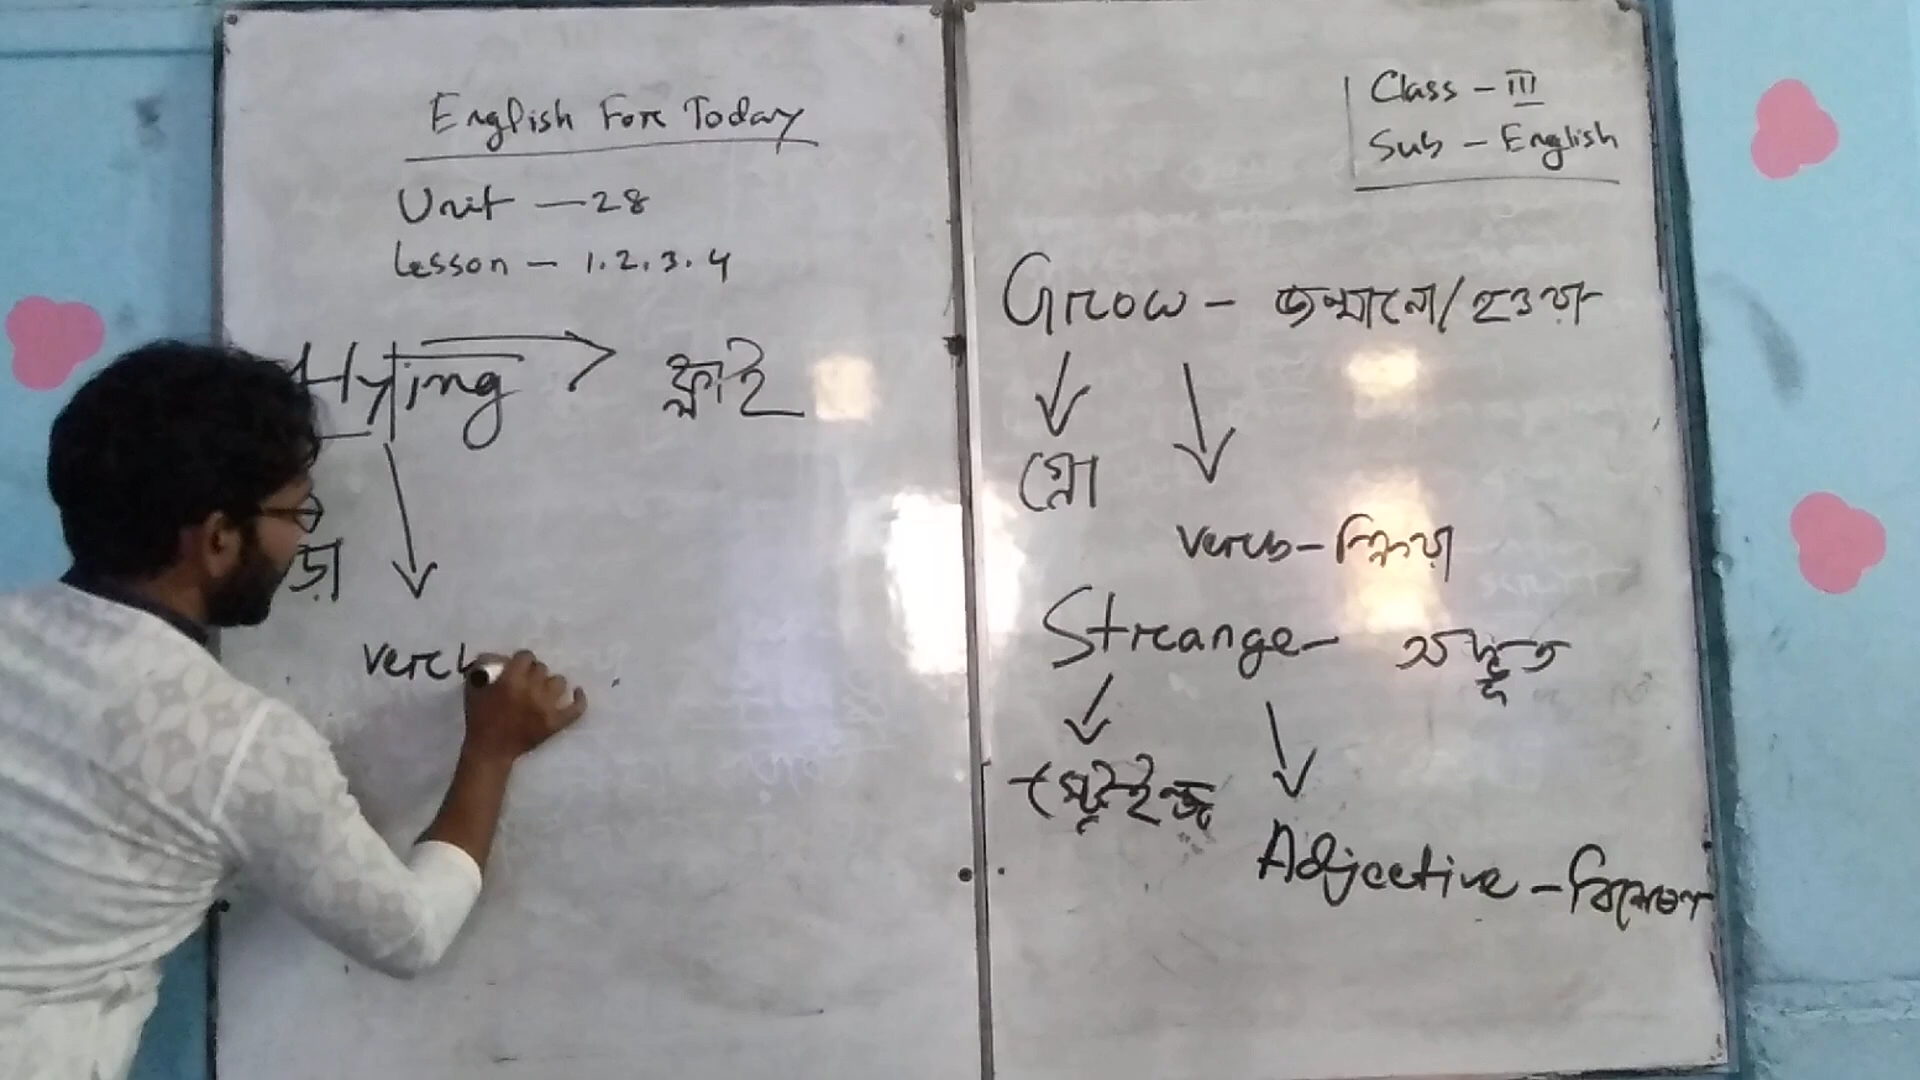 English For Today
Unit — 28
Lesson — 1.2.3.4
ফ্লাই
ড়া
verb
Class - III
Sub - English
Grow - জন্মানো/হওয়া
গ্রো
verb - ক্রিয়া
Strange - অদ্ভূত
স্ট্রেইঞ্জ
Adjective - বিশেষণ